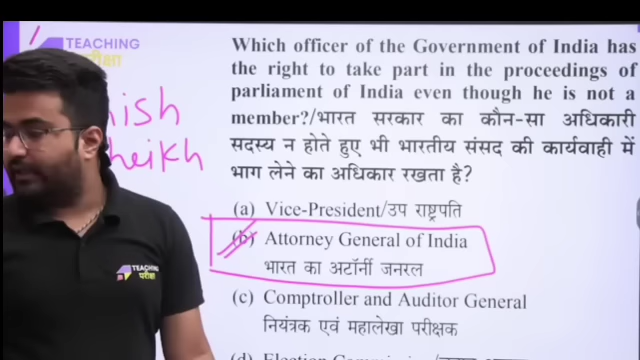 TEACHING
परीक्षा
Which officer of the Government of India has
the right to take part in the proceedings of
parliament of India even though he is not a
member?/भारत सरकार का कौन-सा अधिकारी
सदस्य न होते हुए भी भारतीय संसद की कार्यवाही में
भाग लेने का अधिकार रखता है?
(a) Vice-President/उप राष्ट्रपति
(b) Attorney General of India
भारत का अटॉर्नी जनरल
(c) Comptroller and Auditor General
नियंत्रक एवं महालेखा परीक्षक
(d) Election
TEACHING
परीक्षा